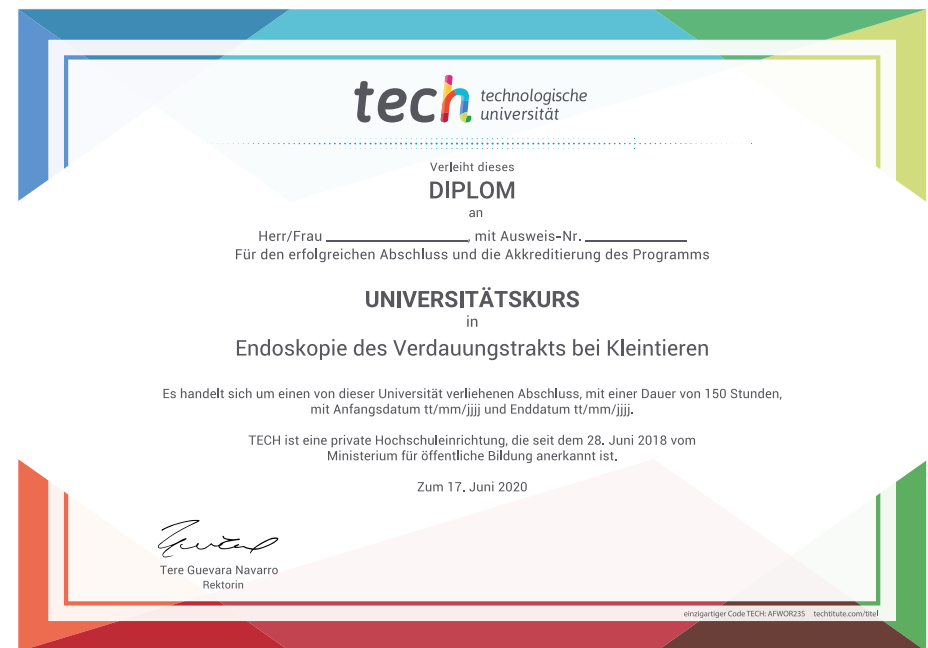 tech technologische
universität
Verleiht dieses
DIPLOM
an
Herr/Frau ____________, mit Ausweis-Nr. ____________
Für den erfolgreichen Abschluss und die Akkreditierung des Programms
UNIVERSITÄTSKURS
in
Endoskopie des Verdauungstrakts bei Kleintieren
Es handelt sich um einen von dieser Universität verliehenen Abschluss, mit einer Dauer von 150 Stunden,
mit Anfangsdatum tt/mm/jjjj und Enddatum tt/mm/jjjj.
TECH ist eine private Hochschuleinrichtung, die seit dem 28. Juni 2018 vom
Ministerium für öffentliche Bildung anerkannt ist.
Zum 17. Juni 2020
Tere Guevara Navarro
Rektorin
einzigartiger Code TECH: AFWOR23S techtitute.com/titel